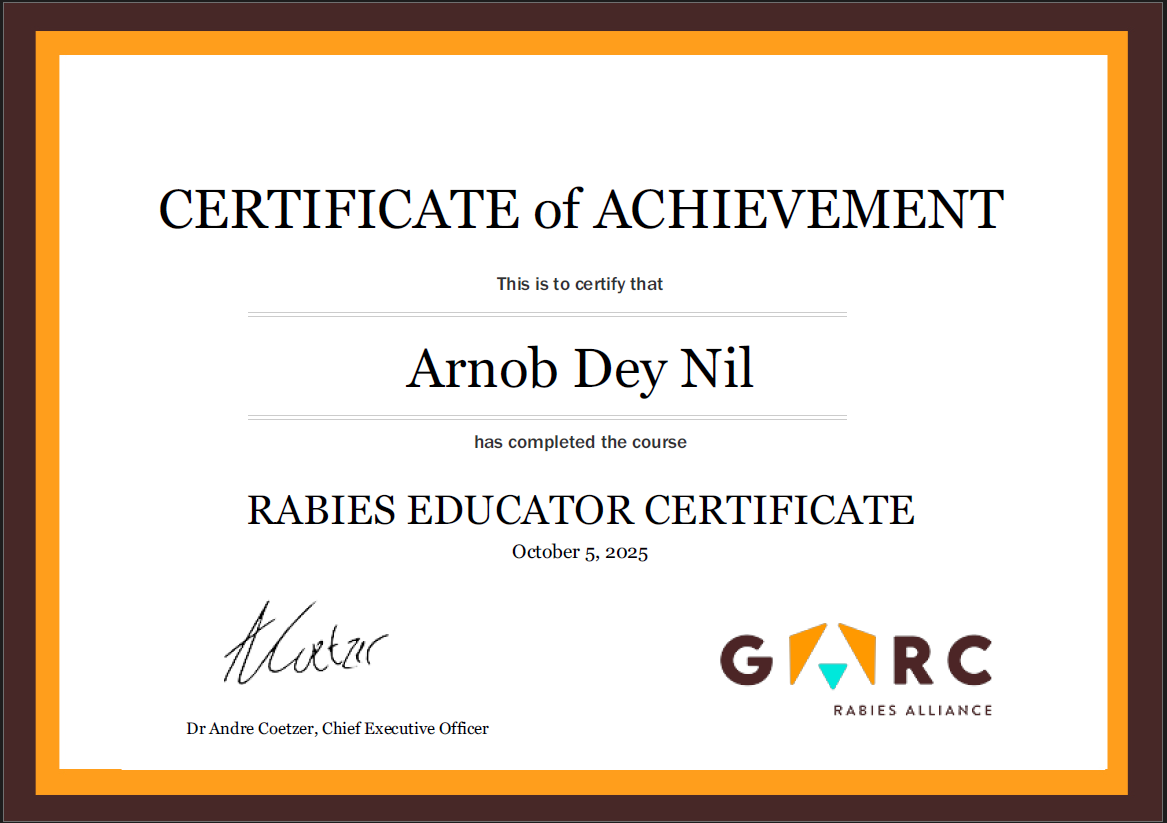 CERTIFICATE of ACHIEVEMENT
This is to certify that
Arnob Dey Nil
has completed the course
RABIES EDUCATOR CERTIFICATE
October 5, 2025
A Coetzer
Dr Andre Coetzer, Chief Executive Officer
GARC
RABIES ALLIANCE